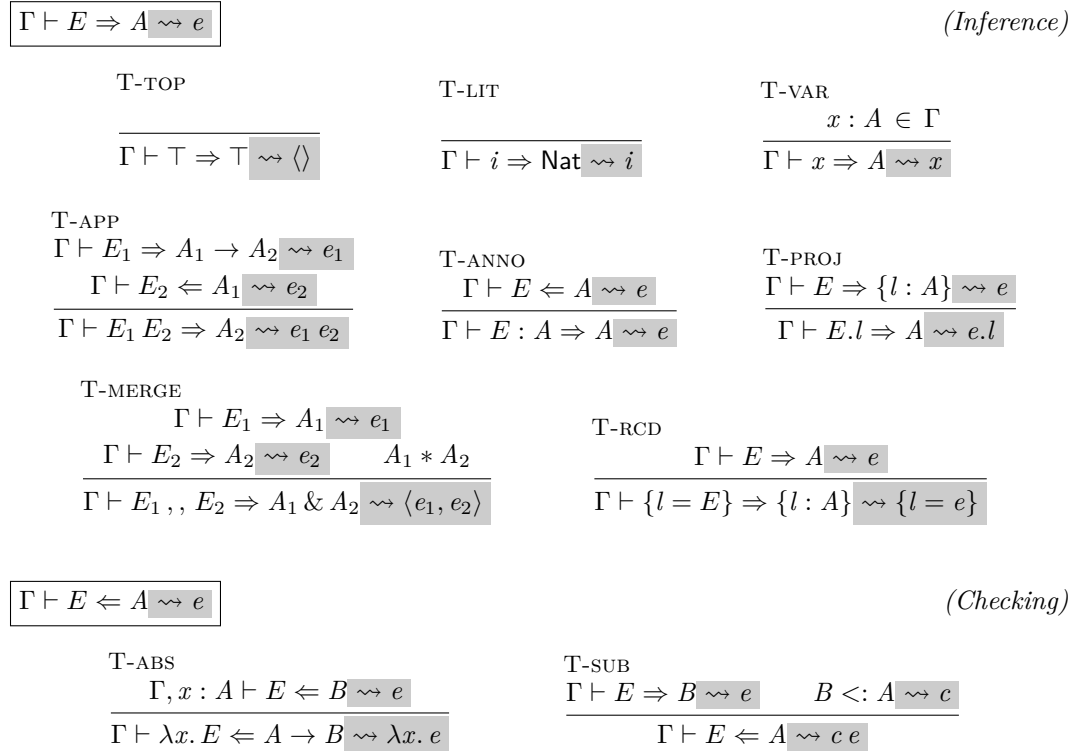 Γ ⊢ E ⇒ A ⇝ e (Inference)
T-TOP T-LIT T-VAR
x : A ∈ Γ
Γ ⊢ ⊤ ⇒ ⊤ ⇝ ⟨⟩ Γ ⊢ i ⇒ Nat ⇝ i Γ ⊢ x ⇒ A ⇝ x
T-APP
Γ ⊢ E₁ ⇒ A₁ → A₂ ⇝ e₁
Γ ⊢ E₂ ⇐ A₁ ⇝ e₂
Γ ⊢ E₁ E₂ ⇒ A₂ ⇝ e₁ e₂
T-ANNO
Γ ⊢ E ⇐ A ⇝ e
Γ ⊢ E : A ⇒ A ⇝ e
T-PROJ
Γ ⊢ E ⇒ {l : A} ⇝ e
Γ ⊢ E.l ⇒ A ⇝ e.l
T-MERGE
Γ ⊢ E₁ ⇒ A₁ ⇝ e₁
Γ ⊢ E₂ ⇒ A₂ ⇝ e₂ A₁ ∗ A₂
Γ ⊢ E₁ ,, E₂ ⇒ A₁ & A₂ ⇝ ⟨e₁, e₂⟩
T-RCD
Γ ⊢ E ⇒ A ⇝ e
Γ ⊢ {l = E} ⇒ {l : A} ⇝ {l = e}
Γ ⊢ E ⇐ A ⇝ e (Checking)
T-ABS
Γ, x : A ⊢ E ⇐ B ⇝ e
Γ ⊢ λx. E ⇐ A → B ⇝ λx. e
T-SUB
Γ ⊢ E ⇒ B ⇝ e B <: A ⇝ c
Γ ⊢ E ⇐ A ⇝ c e